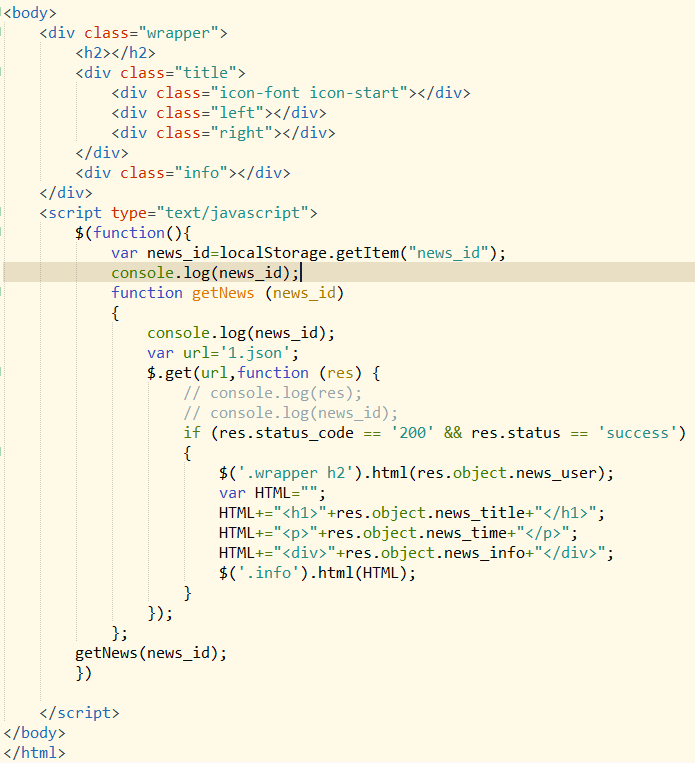 <body>
<div class="wrapper">
<h2></h2>
<div class="title">
<div class="icon-font icon-start"></div>
<div class="left"></div>
<div class="right"></div>
</div>
<div class="info"></div>
</div>
<script type="text/javascript">
$(function(){
var news_id=localStorage.getItem("news_id");
console.log(news_id);
function getNews (news_id)
{
console.log(news_id);
var url='1.json';
$.get(url,function (res) {
// console.log(res);
// console.log(news_id);
if (res.status_code == '200' && res.status == 'success')
{
$('.wrapper h2').html(res.object.news_user);
var HTML="";
HTML+="<h1>"+res.object.news_title+"</h1>";
HTML+="<p>"+res.object.news_time+"</p>";
HTML+="<div>"+res.object.news_info+"</div>";
$('.info').html(HTML);
}
});
};
getNews(news_id);
})
</script>
</body>
</html>